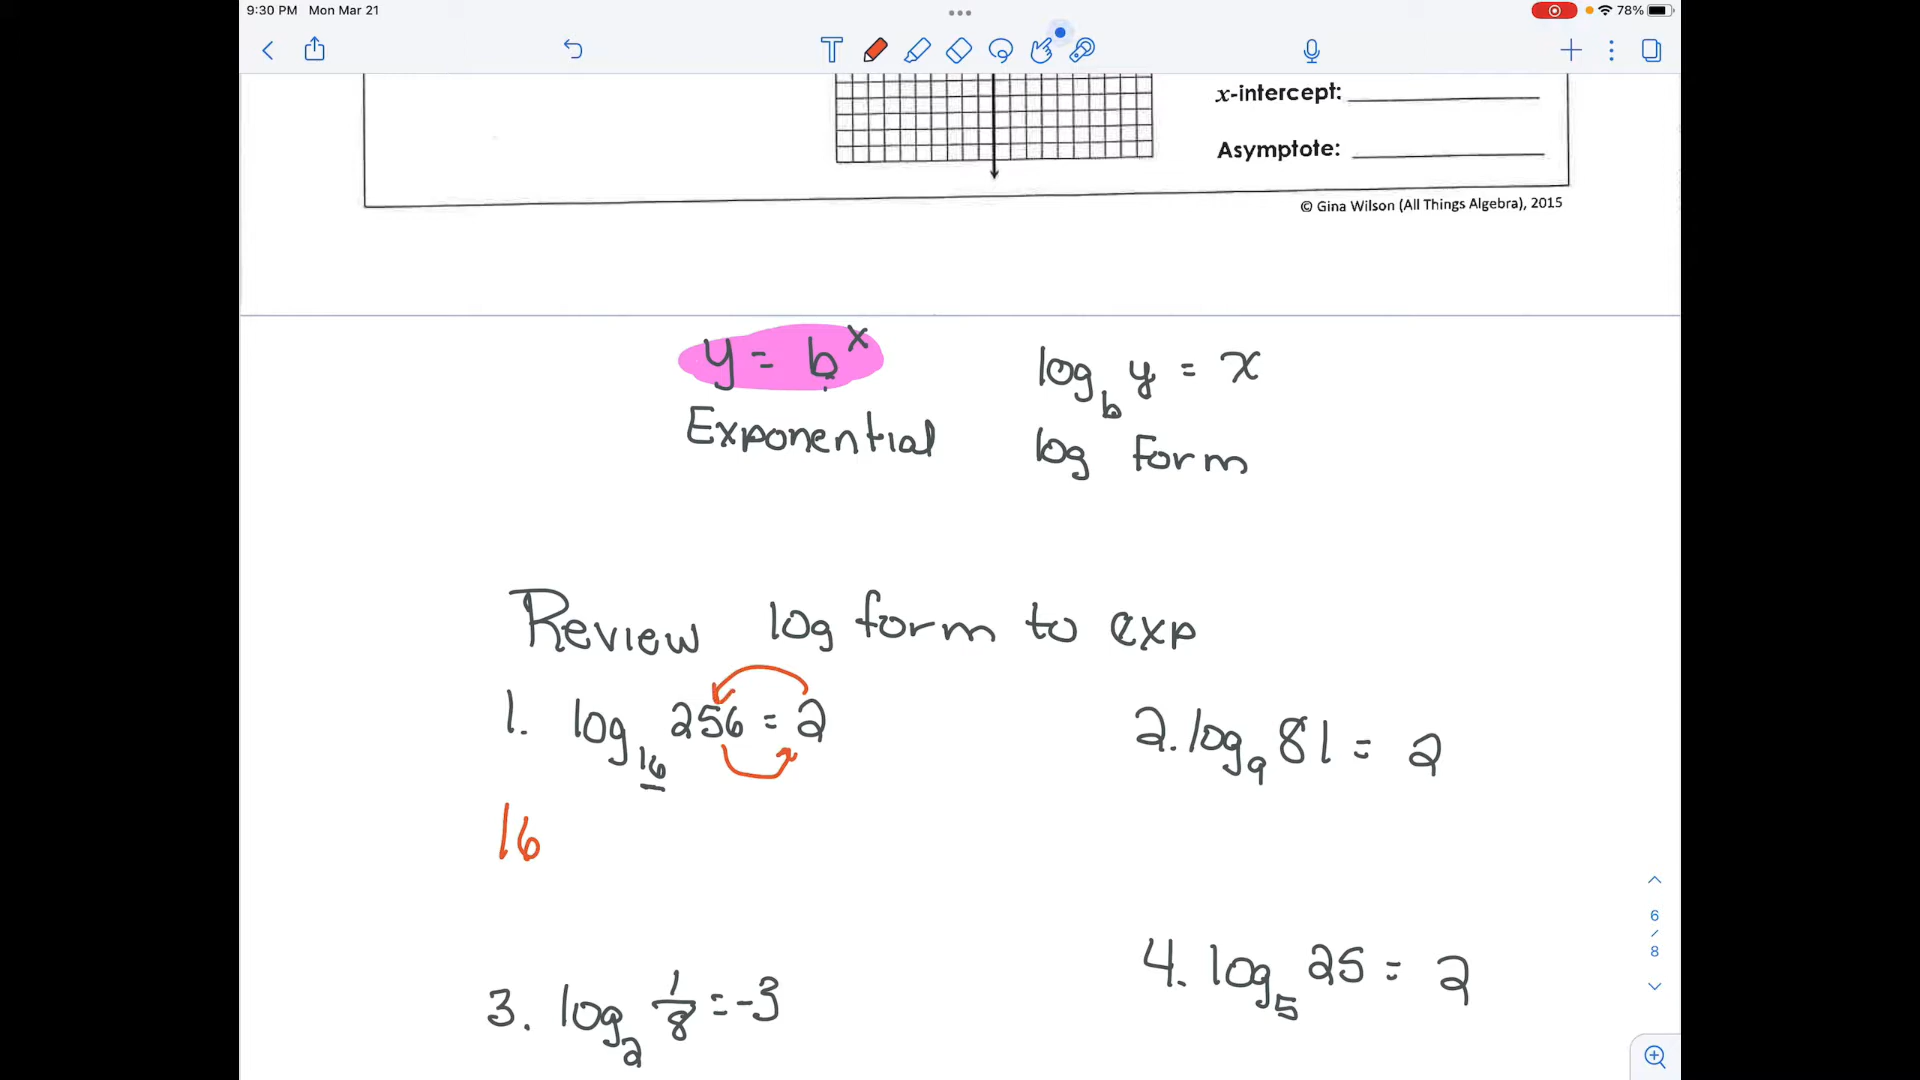 9:30 PM Mon Mar 21
78%
T
x-intercept:
Asymptote:
© Gina Wilson (All Things Algebra), 2015
y = b^x
log_b y = x
Exponential
log Form
Review log form to exp
1. log_16 256 = 2
2. log_9 81 = 2
16
6
/
8
3. log_2 1/8 = -3
4. log_5 25 = 2